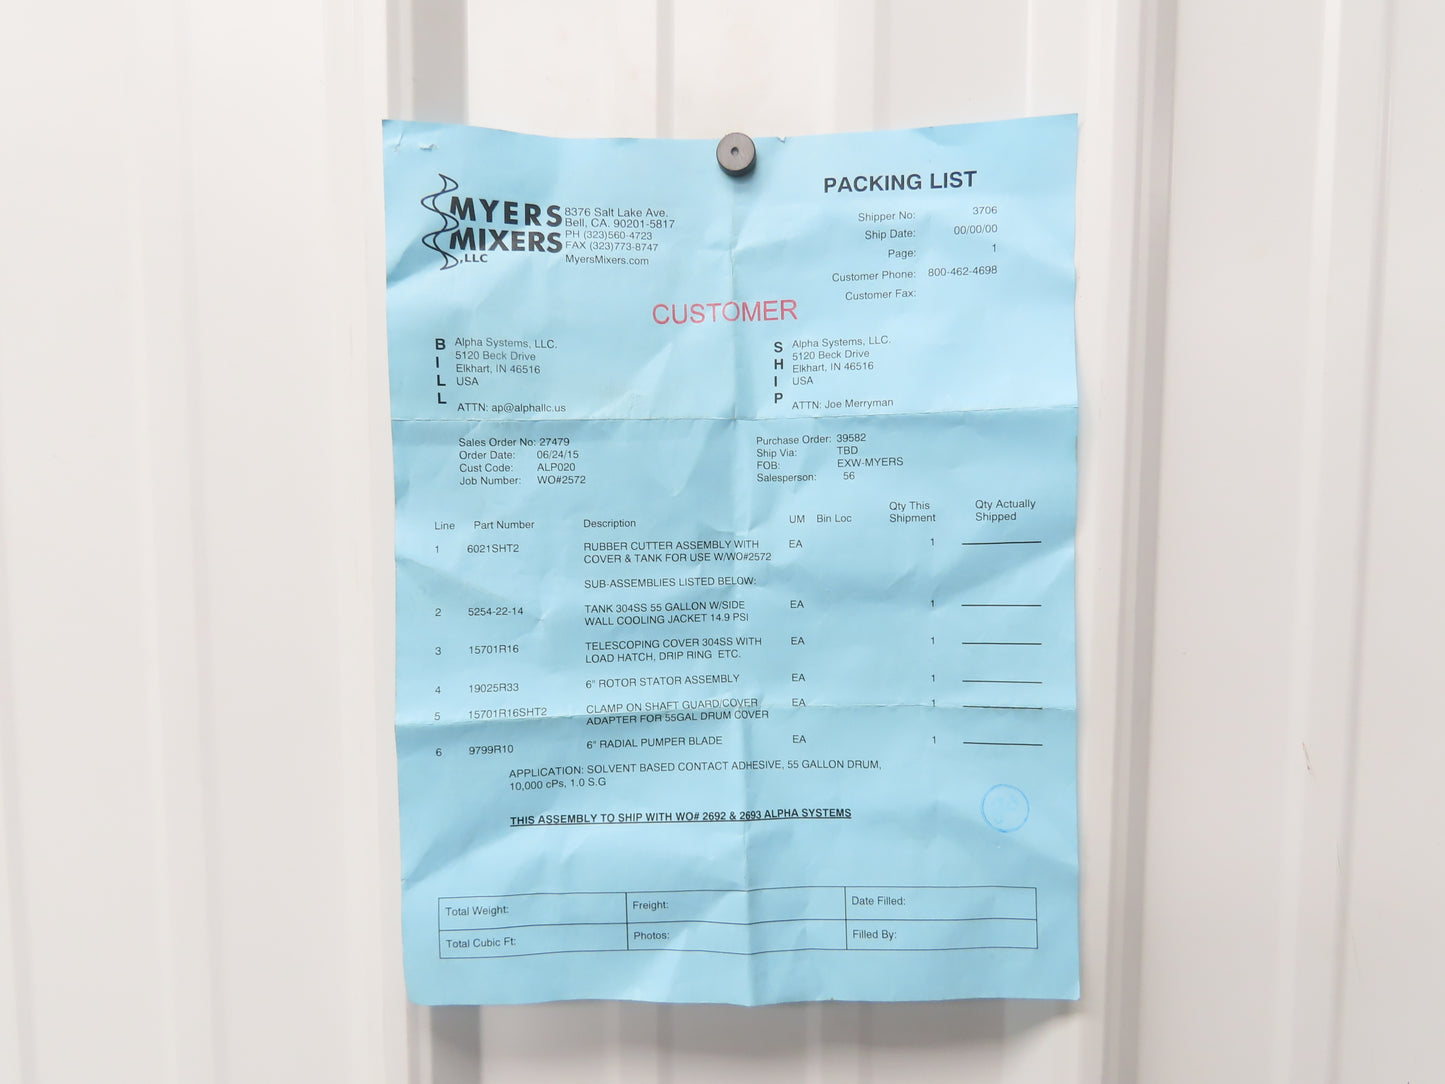 MYERS
MIXERS
,LLC
8376 Salt Lake Ave.
Bell, CA. 90201-5817
PH (323)560-4723
FAX (323)773-8747
MyersMixers.com
PACKING LIST
Shipper No: 3706
Ship Date: 00/00/00
Page: 1
Customer Phone: 800-462-4698
Customer Fax:
CUSTOMER
BILL
Alpha Systems, LLC.
5120 Beck Drive
Elkhart, IN 46516
USA
ATTN: ap@alphallc.us
SHIP
Alpha Systems, LLC.
5120 Beck Drive
Elkhart, IN 46516
USA
ATTN: Joe Merryman
Sales Order No: 27479
Order Date: 06/24/15
Cust Code: ALP020
Job Number: WO#2572
Purchase Order: 39582
Ship Via: TBD
FOB: EXW-MYERS
Salesperson: 56
Line Part Number Description UM Bin Loc Qty This Shipment Qty Actually Shipped
1 6021SHT2 RUBBER CUTTER ASSEMBLY WITH EA 1
COVER & TANK FOR USE W/WO#2572
SUB-ASSEMBLIES LISTED BELOW:
2 5254-22-14 TANK 304SS 55 GALLON W/SIDE EA 1
WALL COOLING JACKET 14.9 PSI
3 15701R16 TELESCOPING COVER 304SS WITH EA 1
LOAD HATCH, DRIP RING ETC.
4 19025R33 6" ROTOR STATOR ASSEMBLY EA 1
5 15701R16SHT2 CLAMP ON SHAFT GUARD/COVER EA 1
ADAPTER FOR 55GAL DRUM COVER
6 9799R10 6" RADIAL PUMPER BLADE EA 1
APPLICATION: SOLVENT BASED CONTACT ADHESIVE, 55 GALLON DRUM,
10,000 cPs, 1.0 S.G
THIS ASSEMBLY TO SHIP WITH WO# 2692 & 2693 ALPHA SYSTEMS
Total Weight: Freight: Date Filled:
Total Cubic Ft: Photos: Filled By: